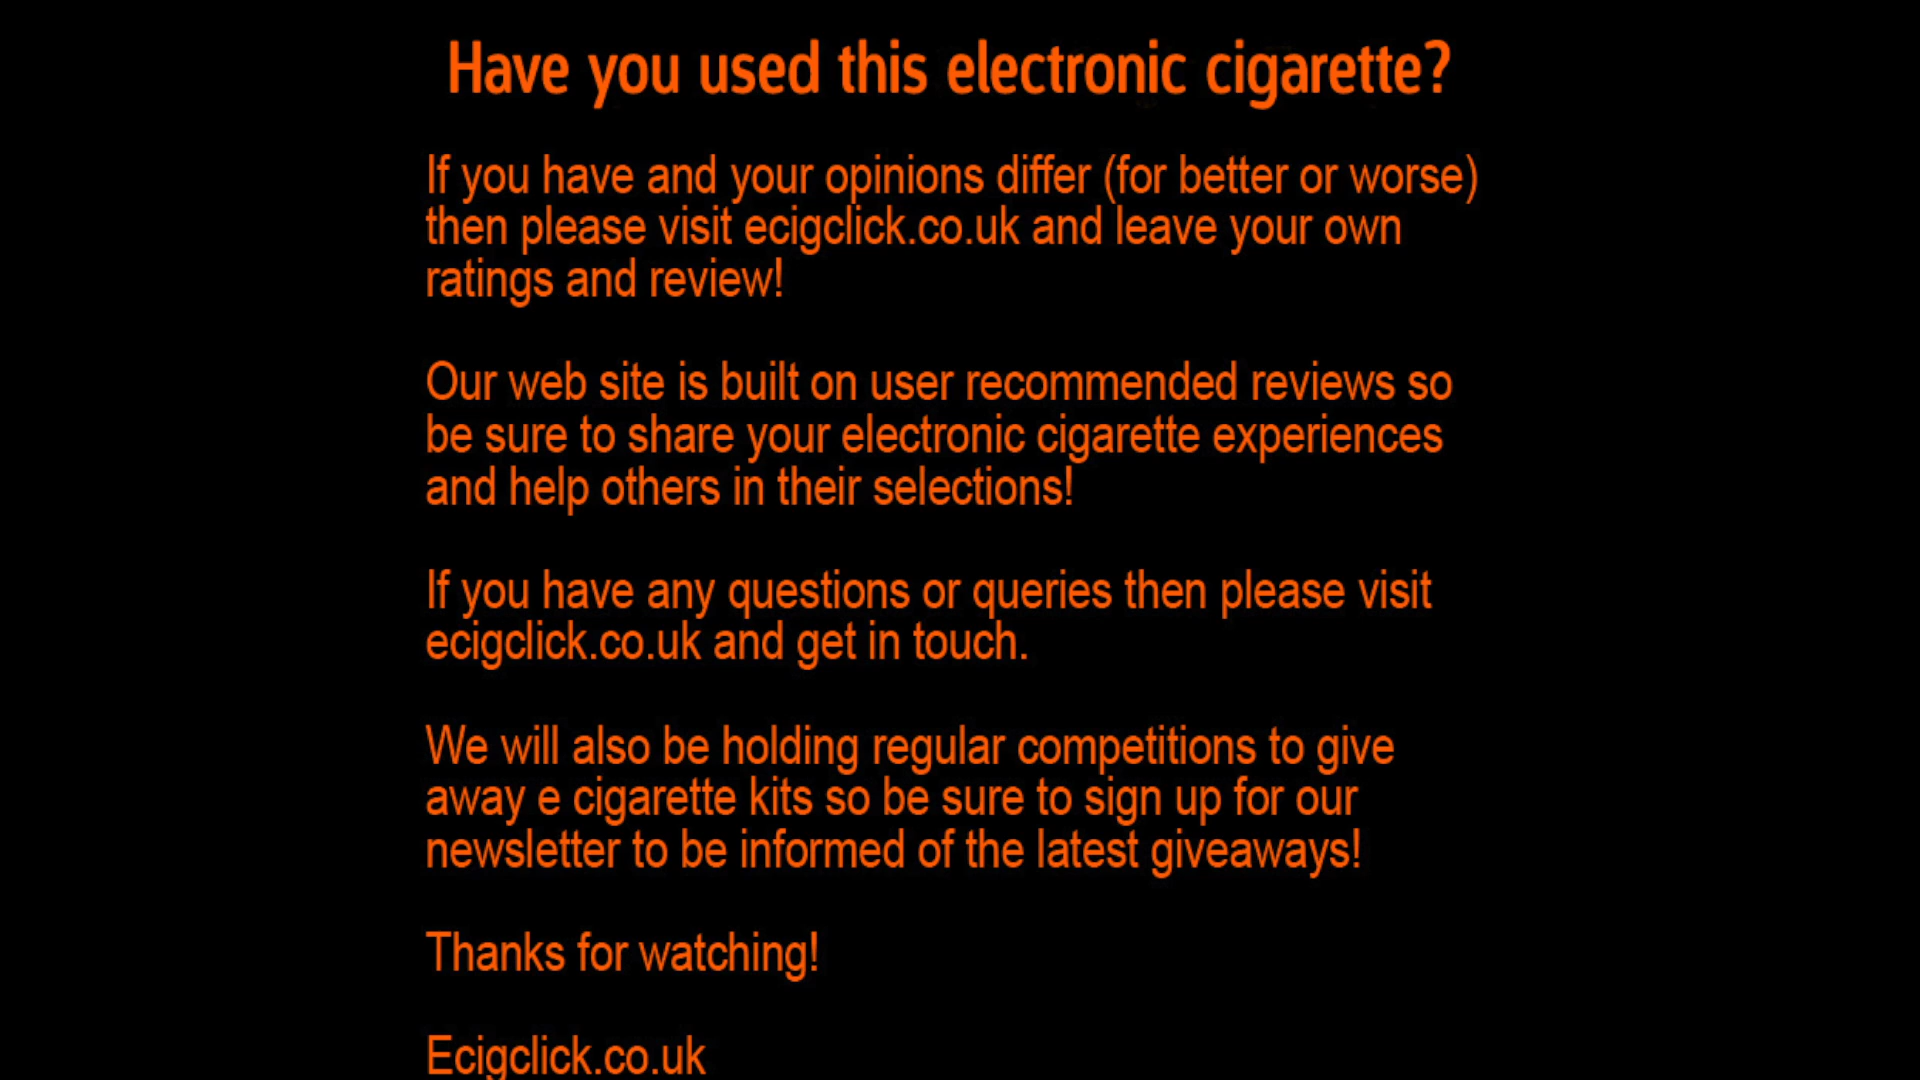 Have you used this electronic cigarette?
If you have and your opinions differ (for better or worse)
then please visit ecigclick.co.uk and leave your own
ratings and review!
Our web site is built on user recommended reviews so
be sure to share your electronic cigarette experiences
and help others in their selections!
If you have any questions or queries then please visit
ecigclick.co.uk and get in touch.
We will also be holding regular competitions to give
away e cigarette kits so be sure to sign up for our
newsletter to be informed of the latest giveaways!
Thanks for watching!
Ecigclick.co.uk